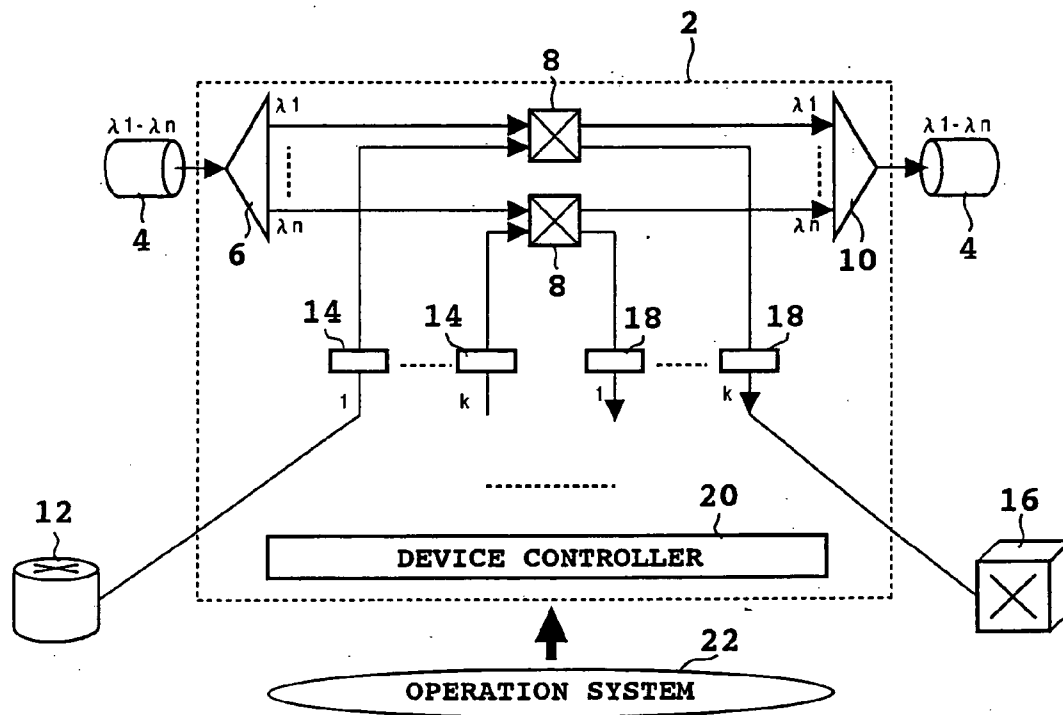 2
8
λ1
λ1
λ1-λn
λ1-λn
4
6
λn
λn
10
4
8
14
14
18
18
1
k
1
k
12
20
16
DEVICE CONTROLLER
22
OPERATION SYSTEM